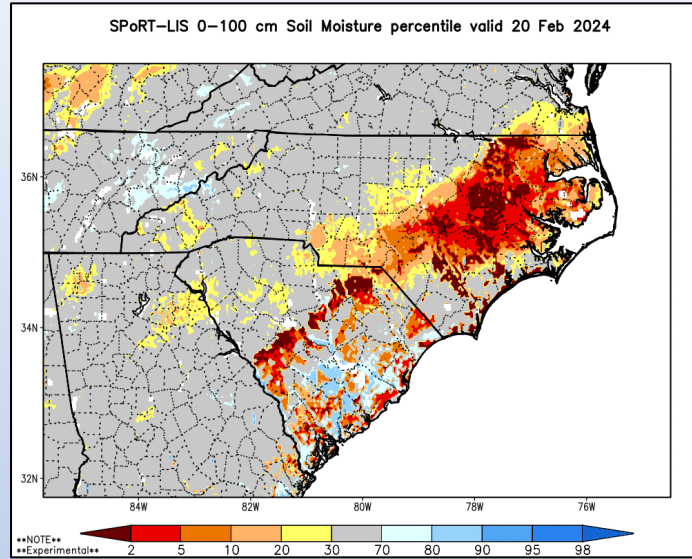 SPoRT-LIS 0-100 cm Soil Moisture percentile valid 20 Feb 2024
36N
34N
32N
84W 82W 80W 78W 76W
**NOTE**
**Experimental**
2 5 10 20 30 70 80 90 95 98